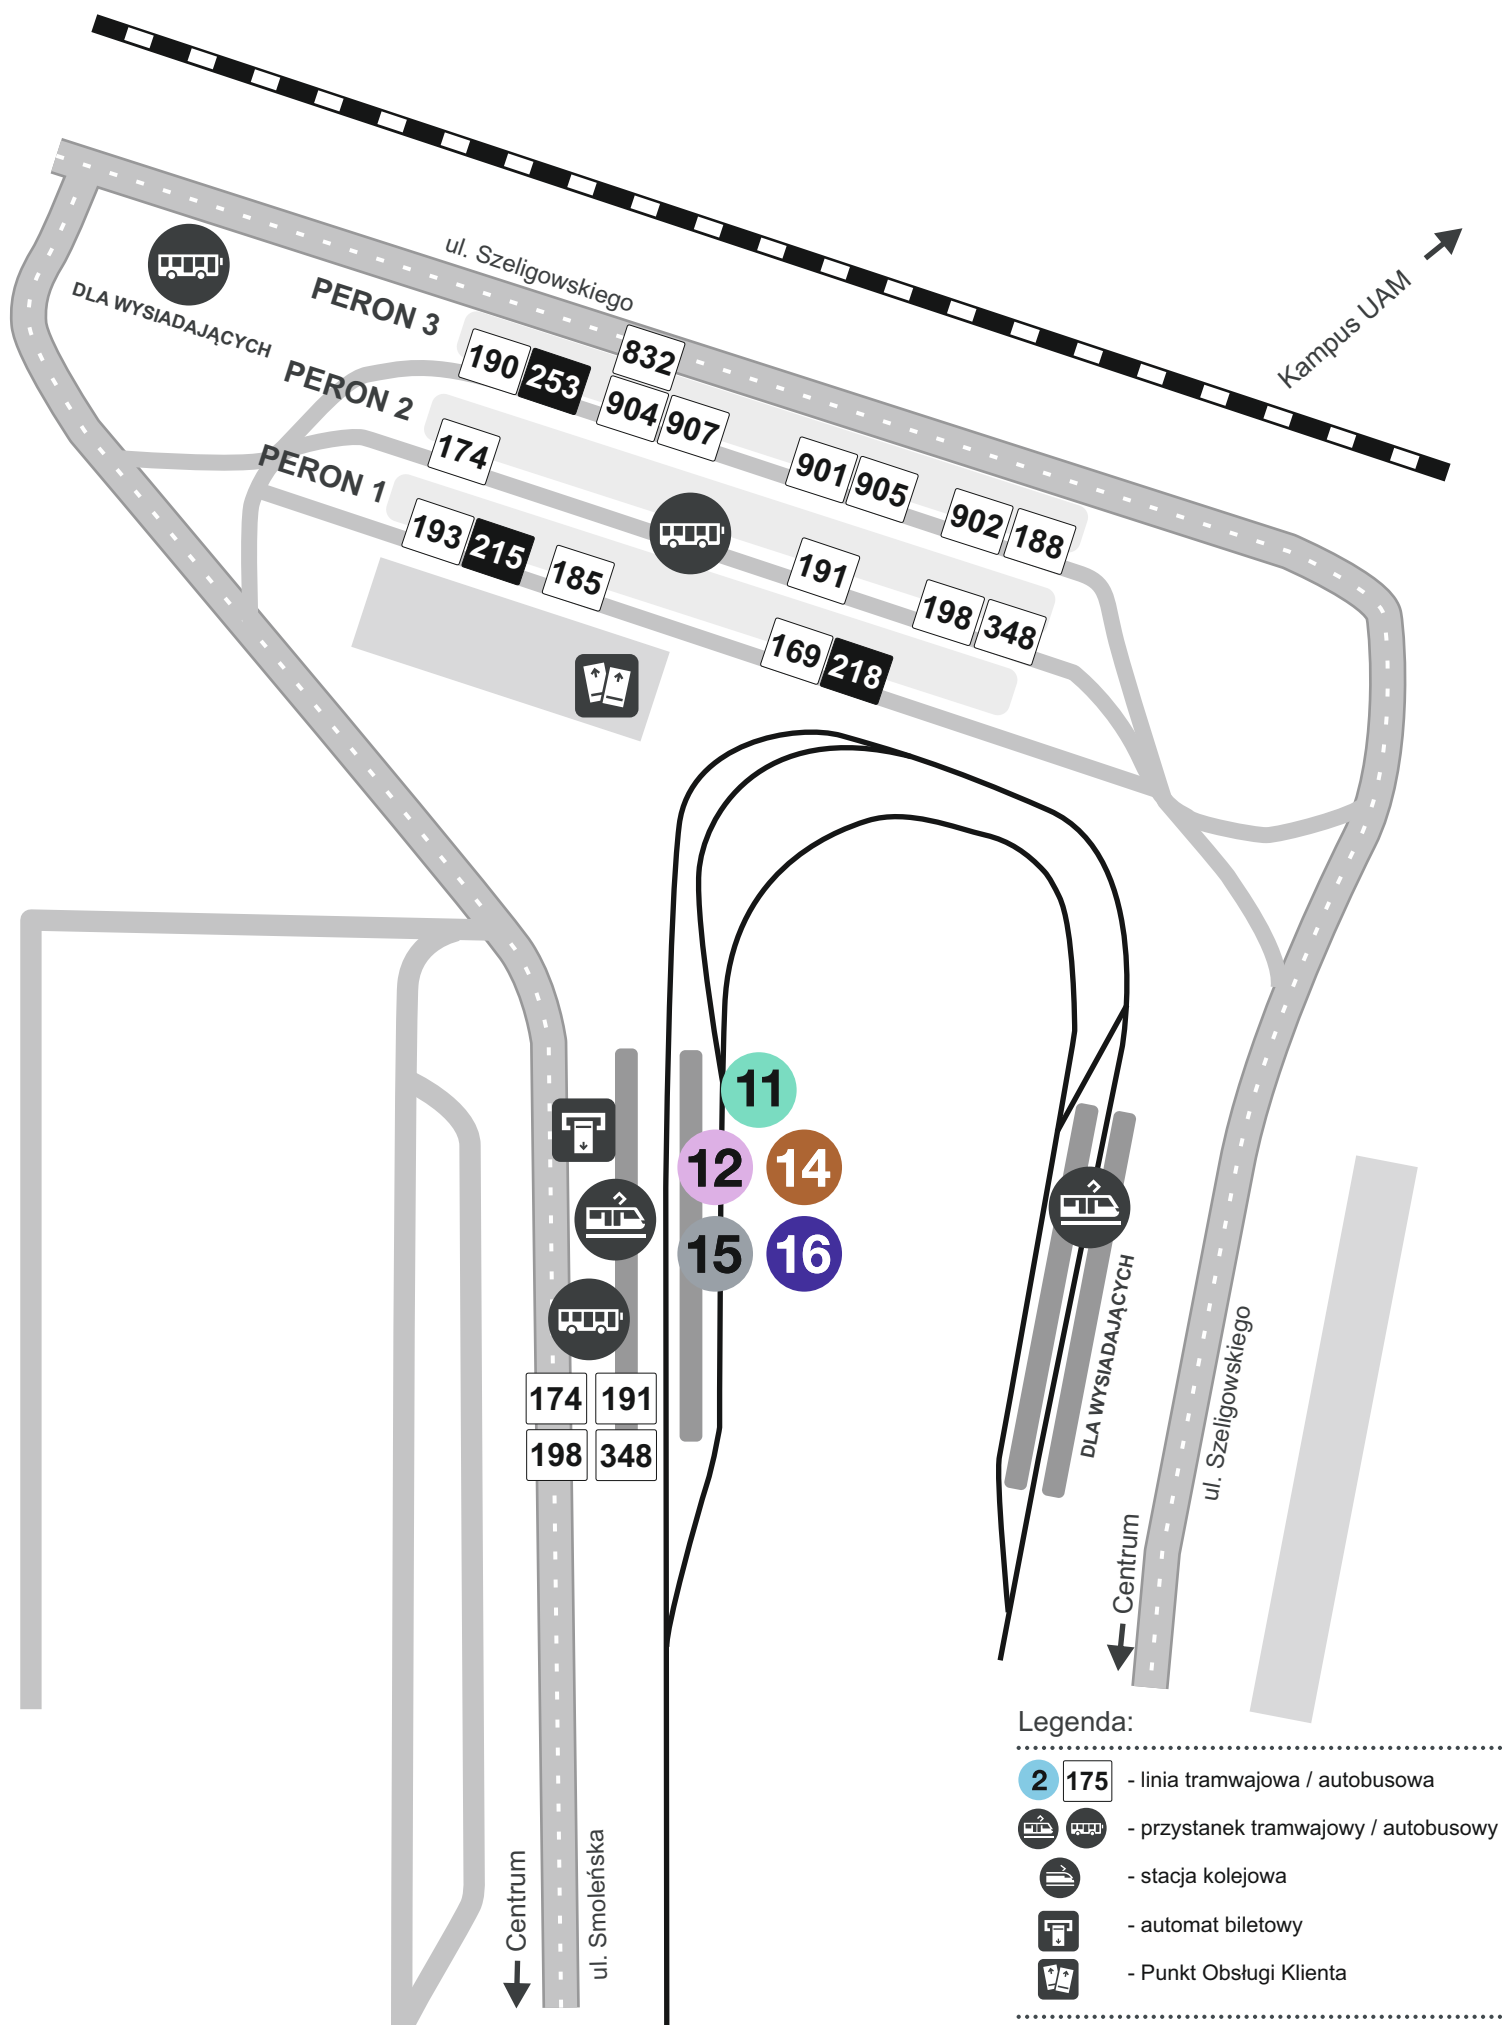 ul. Szeligowskiego
Kampus UAM
DLA WYSIADAJĄCYCH
PERON 3
190 253
832
904 907
901 905
902 188
PERON 2
174
191
198 348
PERON 1
193 215
185
169 218
11
12 14
15 16
174 191
198 348
DLA WYSIADAJĄCYCH
ul. Szeligowskiego
Centrum
Centrum
ul. Smoleńska
Legenda:
2 175 - linia tramwajowa / autobusowa
- przystanek tramwajowy / autobusowy
- stacja kolejowa
- automat biletowy
- Punkt Obsługi Klienta